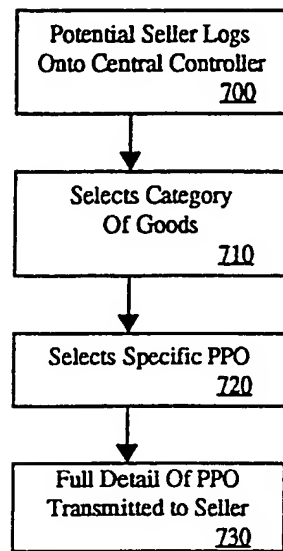 Potential Seller Logs
Onto Central Controller
700
Selects Category
Of Goods
710
Selects Specific PPO
720
Full Detail Of PPO
Transmitted to Seller
730